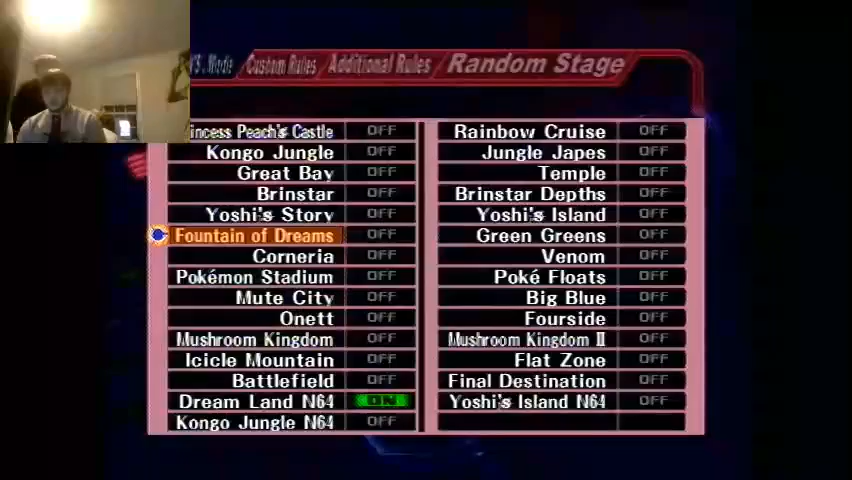 V'S. Mode Custom Rules Additional Rules Random Stage
incess Peach's Castle OFF Rainbow Cruise OFF
Kongo Jungle OFF Jungle Japes OFF
Great Bay OFF Temple OFF
Brinstar OFF Brinstar Depths OFF
Yoshi's Story OFF Yoshi's Island OFF
Fountain of Dreams OFF Green Greens OFF
Corneria OFF Venom OFF
Pokémon Stadium OFF Poké Floats OFF
Mute City OFF Big Blue OFF
Onett OFF Fourside OFF
Mushroom Kingdom OFF Mushroom Kingdom II OFF
Icicle Mountain OFF Flat Zone OFF
Battlefield OFF Final Destination OFF
Dream Land N64 ON Yoshi's Island N64 OFF
Kongo Jungle N64 OFF